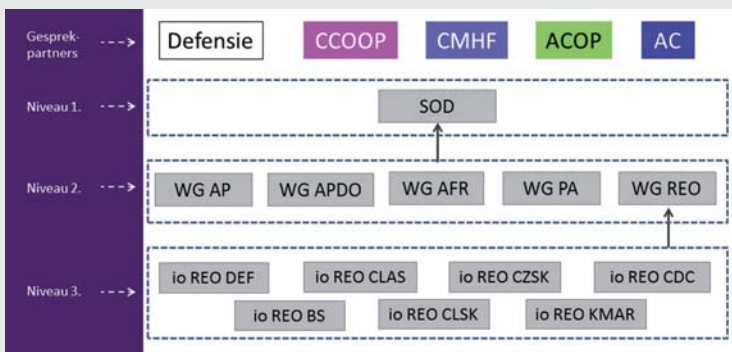 Gesprek-
partners
Defensie
CCOOP
CMHF
ACOP
AC
Niveau 1.
SOD
Niveau 2.
WG AP
WG APDO
WG AFR
WG PA
WG REO
Niveau 3.
io REO DEF
io REO CLAS
io REO CZSK
io REO CDC
io REO BS
io REO CLSK
io REO KMAR